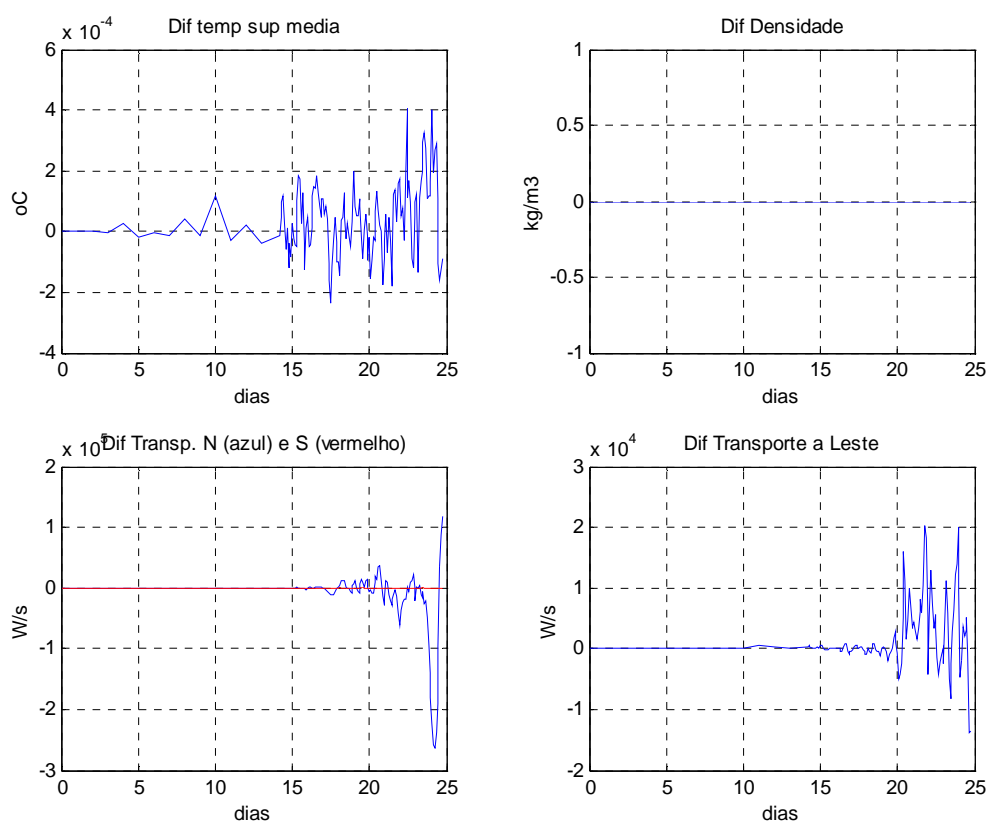 x 10-4
Dif temp sup media
6
4
2
0
-2
-4
oC
0 5 10 15 20 25
dias
Dif Densidade
1
0.5
0
-0.5
-1
kg/m3
0 5 10 15 20 25
dias
x 10 5
Dif Transp. N (azul) e S (vermelho)
2
1
0
-1
-2
-3
W/s
0 5 10 15 20 25
dias
x 10 4
Dif Transporte a Leste
3
2
1
0
-1
-2
W/s
0 5 10 15 20 25
dias